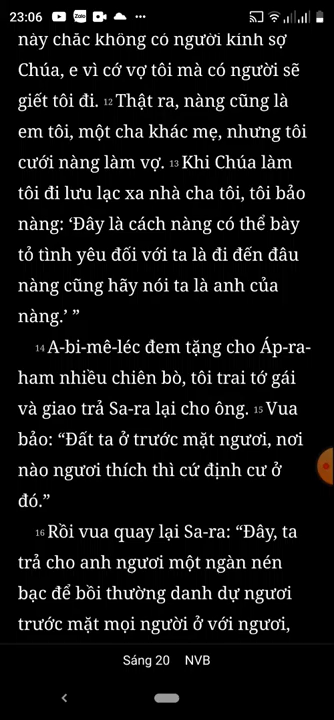 23:06
này chắc không có người kính sợ
Chúa, e vì cớ vợ tôi mà có người sẽ
giết tôi đi. 12 Thật ra, nàng cũng là
em tôi, một cha khác mẹ, nhưng tôi
cưới nàng làm vợ. 13 Khi Chúa làm
tôi đi lưu lạc xa nhà cha tôi, tôi bảo
nàng: ‘Đây là cách nàng có thể bày
tỏ tình yêu đối với ta là đi đến đâu
nàng cũng hãy nói ta là anh của
nàng.’ ”
14 A-bi-mê-léc đem tặng cho Áp-ra-
ham nhiều chiên bò, tôi trai tớ gái
và giao trả Sa-ra lại cho ông. 15 Vua
bảo: “Đất ta ở trước mặt ngươi, nơi
nào ngươi thích thì cứ định cư ở
đó.”
16 Rồi vua quay lại Sa-ra: “Đây, ta
trả cho anh ngươi một ngàn nén
bạc để bồi thường danh dự ngươi
trước mặt mọi người ở với ngươi,
Sáng 20 NVB